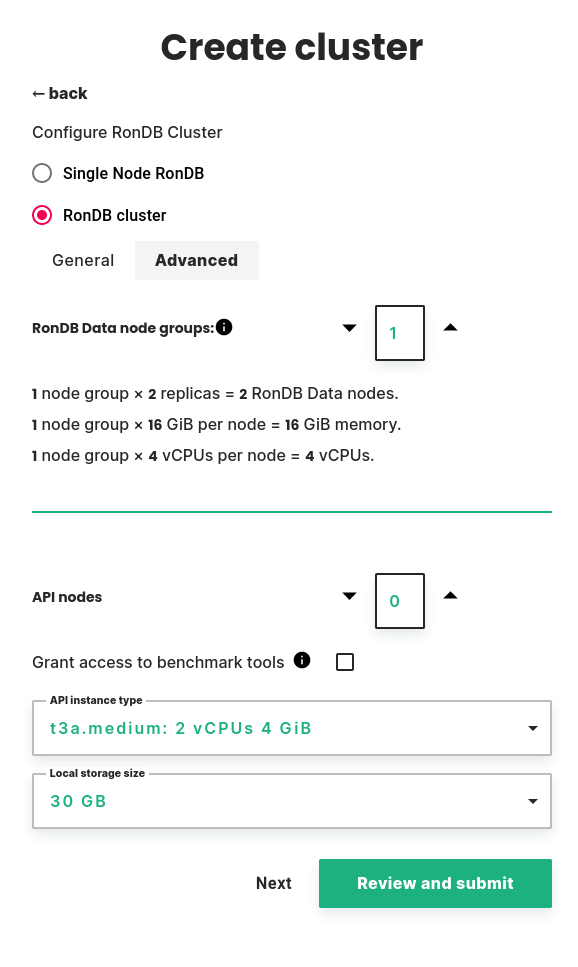 Create cluster
← back
Configure RonDB Cluster
Single Node RonDB
RonDB cluster
General Advanced
RonDB Data node groups: 1
1 node group × 2 replicas = 2 RonDB Data nodes.
1 node group × 16 GiB per node = 16 GiB memory.
1 node group × 4 vCPUs per node = 4 vCPUs.
API nodes 0
Grant access to benchmark tools
API instance type
t3a.medium: 2 vCPUs 4 GiB
Local storage size
30 GB
Next Review and submit